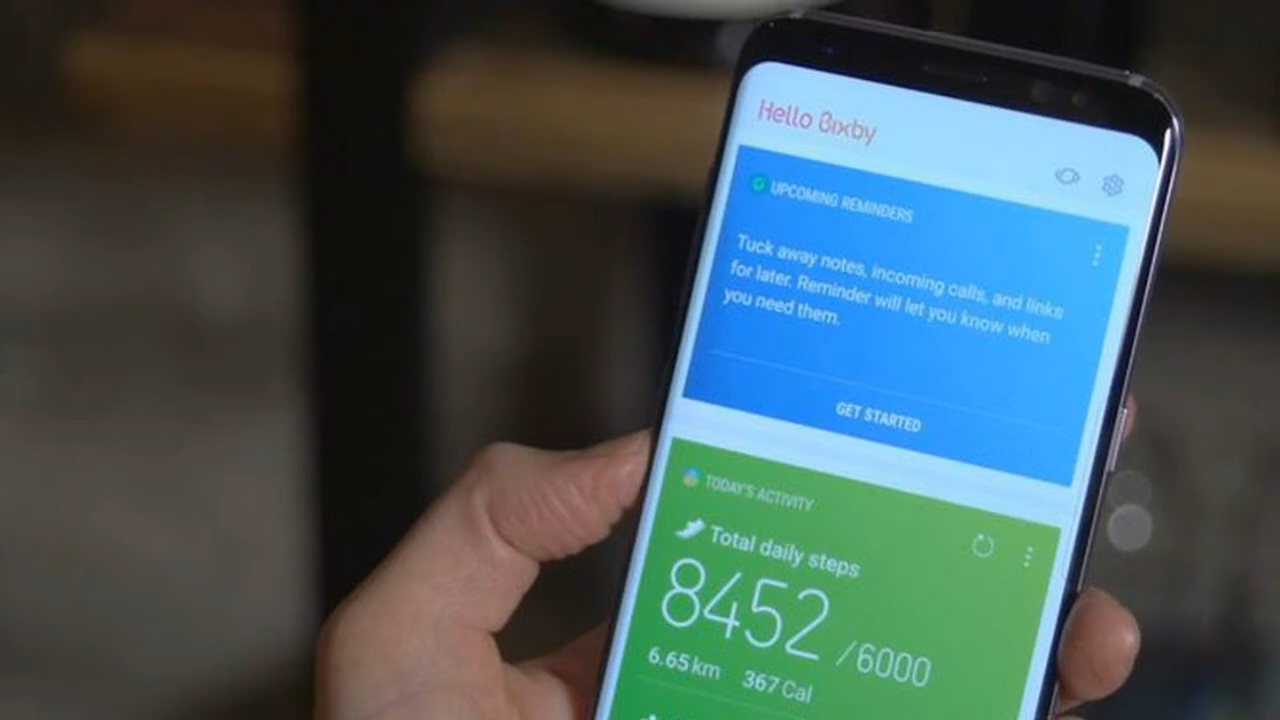 Hello Bixby
UPCOMING REMINDERS
Tuck away notes, incoming calls, and links
for later. Reminder will let you know when
you need them.
GET STARTED
TODAY'S ACTIVITY
Total daily steps
8452 /6000
6.65 km 367 Cal